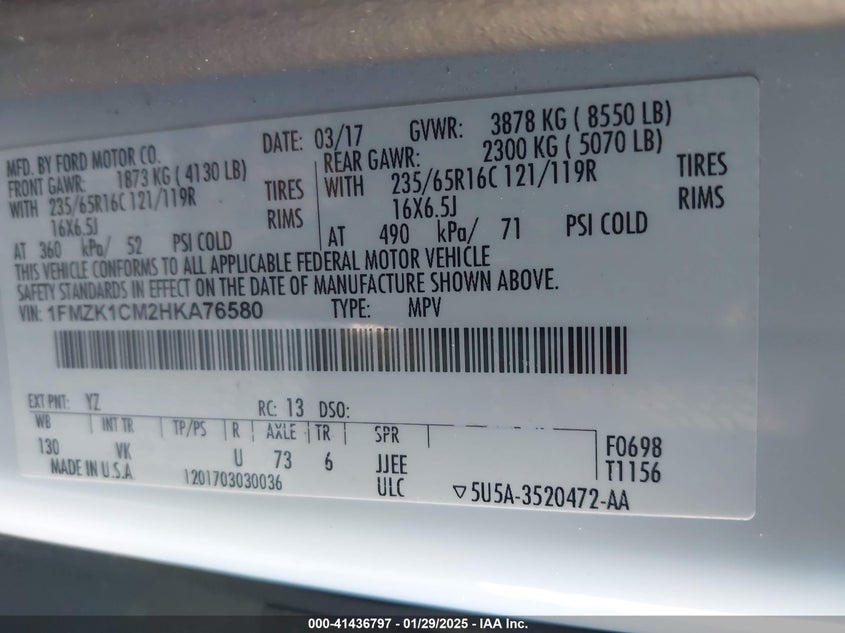 MFD. BY FORD MOTOR CO.
DATE: 03/17 GVWR: 3878 KG ( 8550 LB)
FRONT GAWR: 1873 KG ( 4130 LB)
WITH 235/65R16C 121/119R TIRES
16X6.5J RIMS
AT 360 kPa/ 52 PSI COLD
REAR GAWR: 2300 KG ( 5070 LB)
WITH 235/65R16C 121/119R TIRES
16X6.5J RIMS
AT 490 kPa/ 71 PSI COLD
THIS VEHICLE CONFORMS TO ALL APPLICABLE FEDERAL MOTOR VEHICLE
SAFETY STANDARDS IN EFFECT ON THE DATE OF MANUFACTURE SHOWN ABOVE.
VIN: 1FMZK1CM2HKA76580 TYPE: MPV
EXT PNT: YZ RC: 13 DSO:
WB INT TR TP/PS R AXLE TR SPR
130 VK U 73 6 JJEE F0698
MADE IN U.S.A 1201703030036 ULC T1156
▽5U5A-3520472-AA
000-41436797 - 01/29/2025 - IAA Inc.